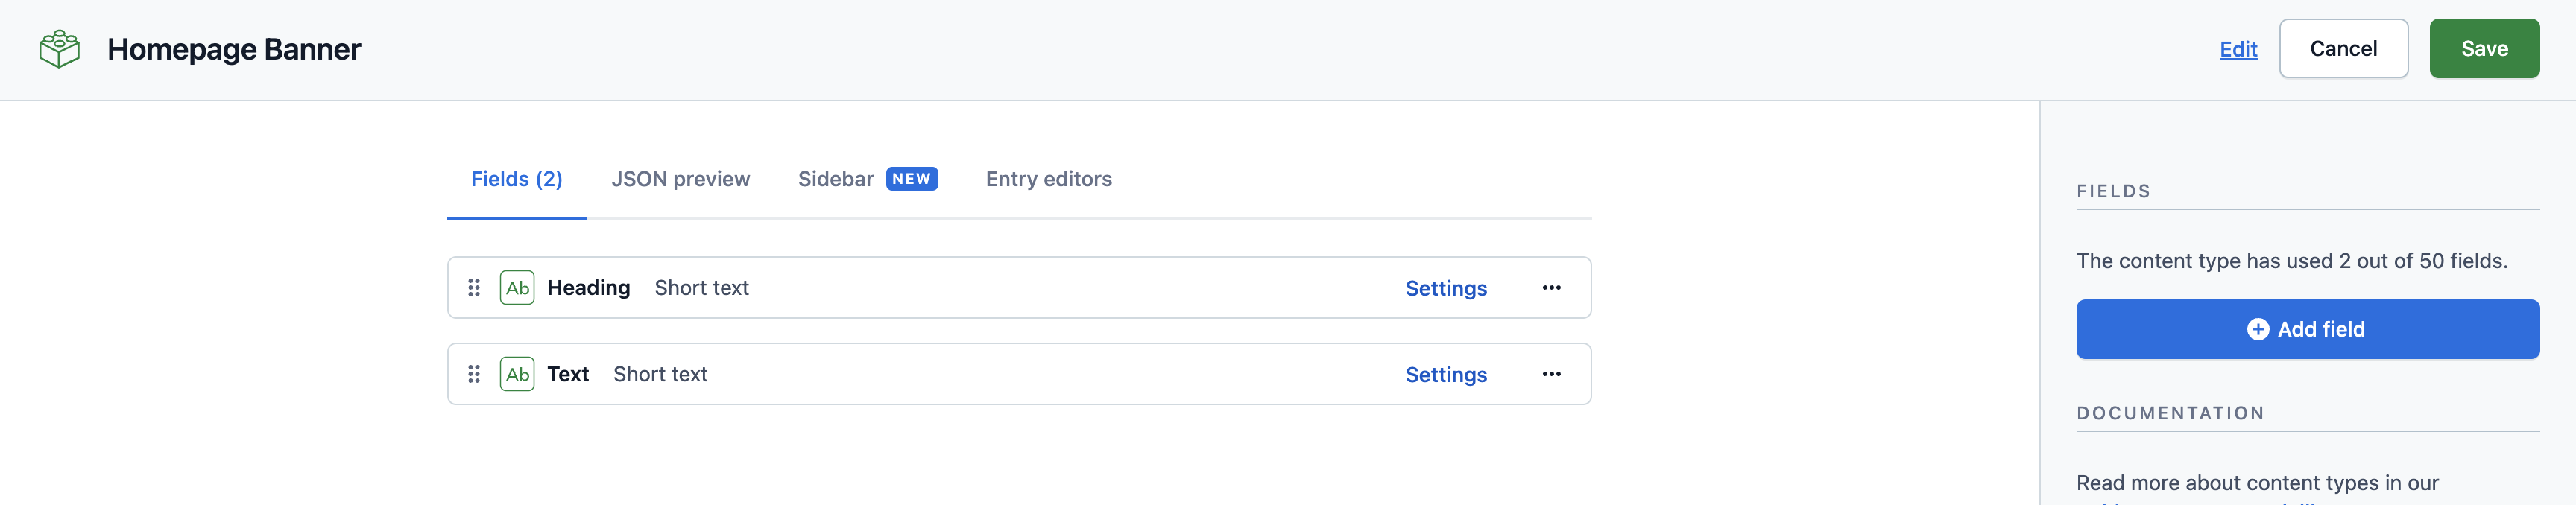 Homepage Banner
Edit
Cancel
Save
Fields (2)
JSON preview
Sidebar NEW
Entry editors
Ab Heading Short text Settings
Ab Text Short text Settings
FIELDS
The content type has used 2 out of 50 fields.
Add field
DOCUMENTATION
Read more about content types in our